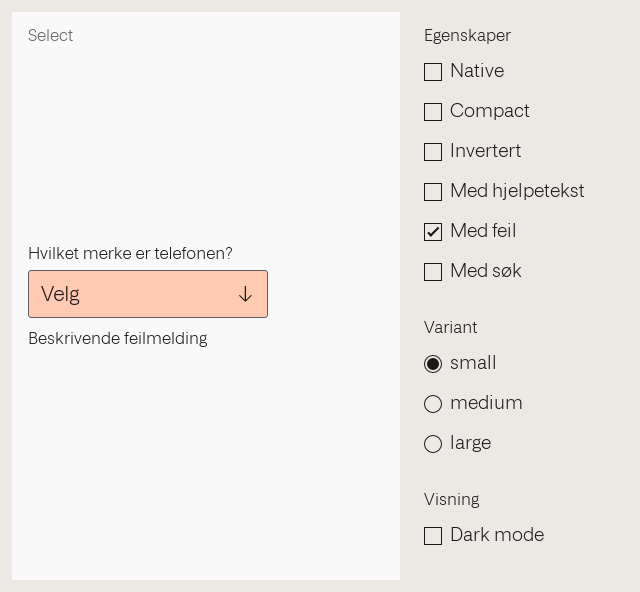 Select
Hvilket merke er telefonen?
Velg
Beskrivende feilmelding
Egenskaper
Native
Compact
Invertert
Med hjelpetekst
Med feil
Med søk
Variant
small
medium
large
Visning
Dark mode